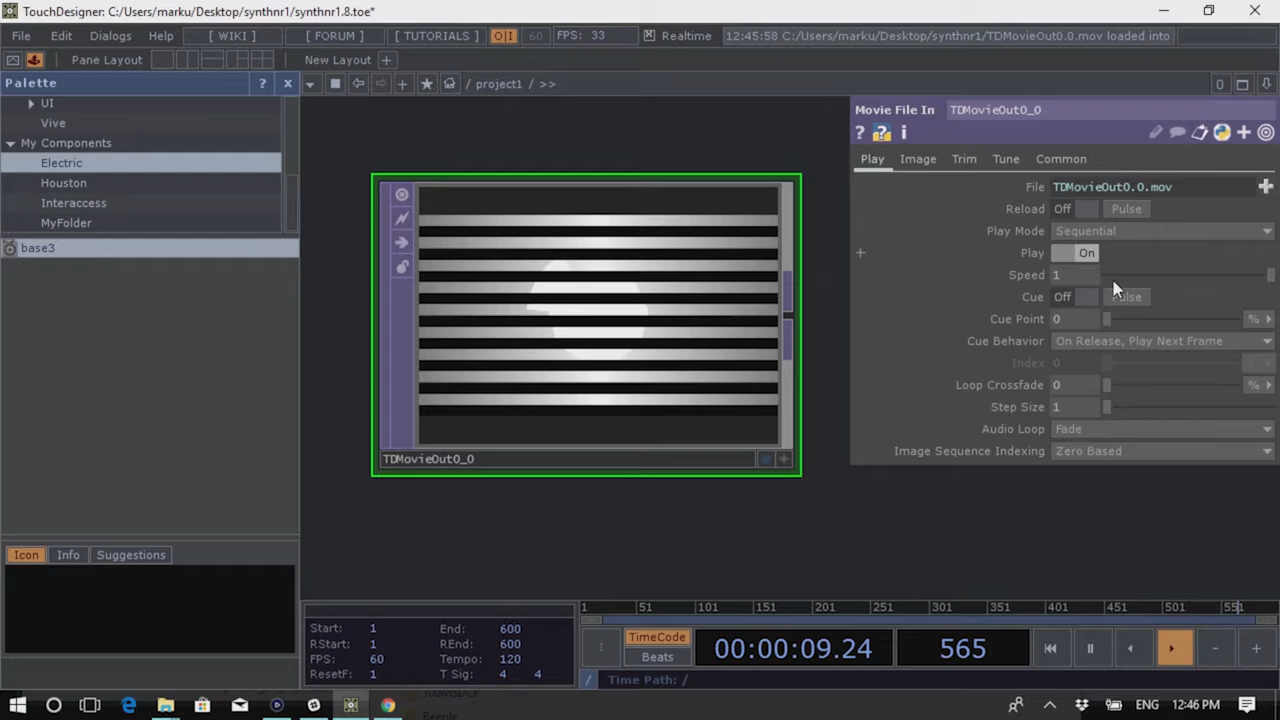 TouchDesigner: C:/Users/marku/Desktop/synthnr1/synthnr1.8.toe*
File Edit Dialogs Help [ WIKI ] [ FORUM ] [ TUTORIALS ] O|I 60 FPS: 33 Realtime 12:45:58 C:/Users/marku/Desktop/synthnr1/TDMovieOut0.0.mov loaded into
Pane Layout New Layout +
Palette ? x
/ project1 / >>
0
UI
Vive
My Components
Electric
Houston
Interaccess
MyFolder
base3
Movie File In TDMovieOut0_0
? ? i
Play Image Trim Tune Common
File TDMovieOut0.0.mov
Reload Off Pulse
Play Mode Sequential
Play On
Speed 1
Cue Off Pulse
Cue Point 0 %
Cue Behavior On Release, Play Next Frame
Index 0
Loop Crossfade 0 %
Step Size 1
Audio Loop Fade
Image Sequence Indexing Zero Based
TDMovieOut0_0
Icon Info Suggestions
Start: 1 End: 600
RStart: 1 REnd: 600
FPS: 60 Tempo: 120
ResetF: 1 T Sig: 4 4
1 51 101 151 201 251 301 351 401 451 501 551
TimeCode
Beats
00:00:09.24 565
/ Time Path: /
ENG 12:46 PM